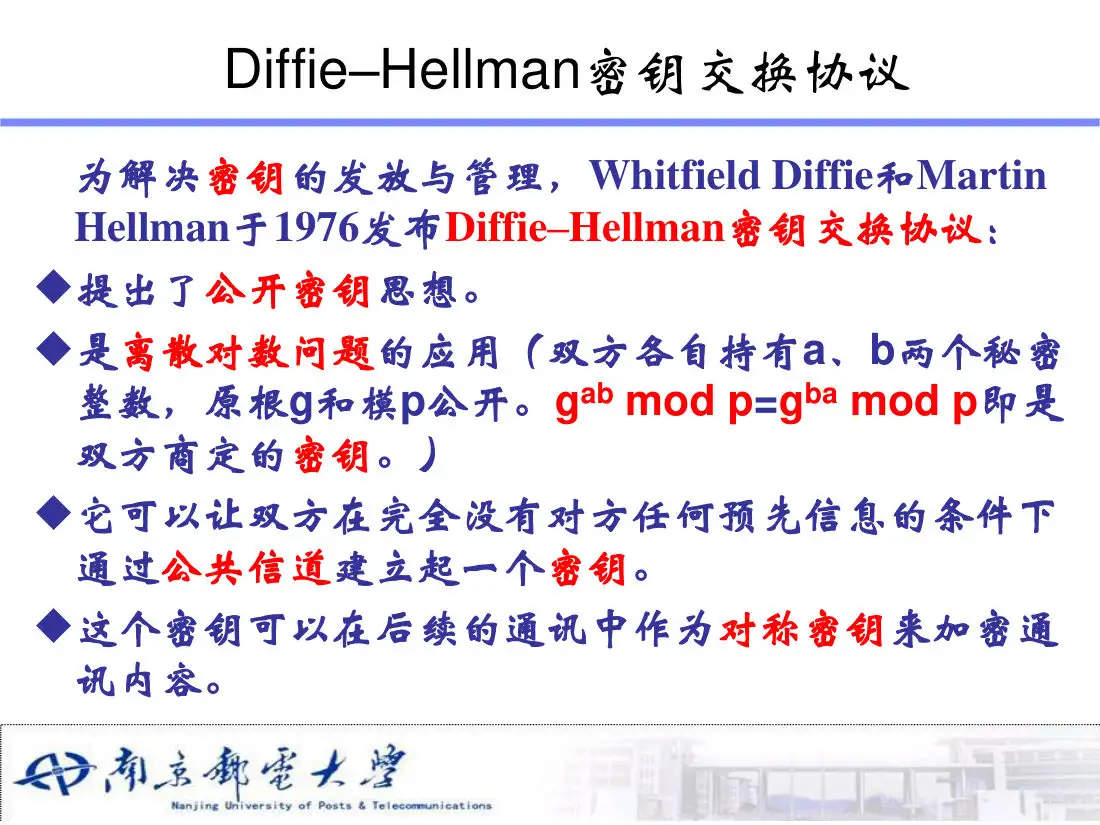 Diffie–Hellman密钥交换协议
为解决密钥的发放与管理，Whitfield Diffie和Martin
Hellman于1976发布Diffie–Hellman密钥交换协议：
◆提出了公开密钥思想。
◆是离散对数问题的应用（双方各自持有a、b两个秘密
整数，原根g和模p公开。g^ab mod p=g^ba mod p即是
双方商定的密钥。）
◆它可以让双方在完全没有对方任何预先信息的条件下
通过公共信道建立起一个密钥。
◆这个密钥可以在后续的通讯中作为对称密钥来加密通
讯内容。
南京郵電大學
Nanjing University of Posts & Telecommunications